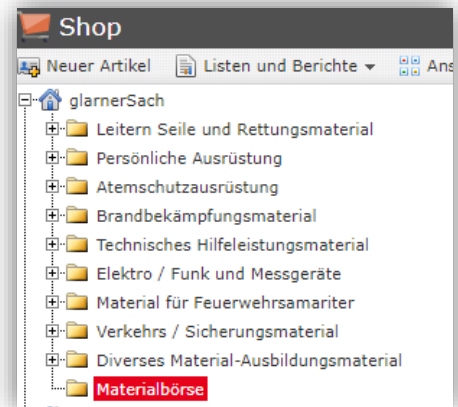 Shop
Neuer Artikel Listen und Berichte Ans
glarnerSach
Leitern Seile und Rettungsmaterial
Persönliche Ausrüstung
Atemschutzausrüstung
Brandbekämpfungsmaterial
Technisches Hilfeleistungsmaterial
Elektro / Funk und Messgeräte
Material für Feuerwehrsamariter
Verkehrs / Sicherungsmaterial
Diverses Material-Ausbildungsmaterial
Materialbörse